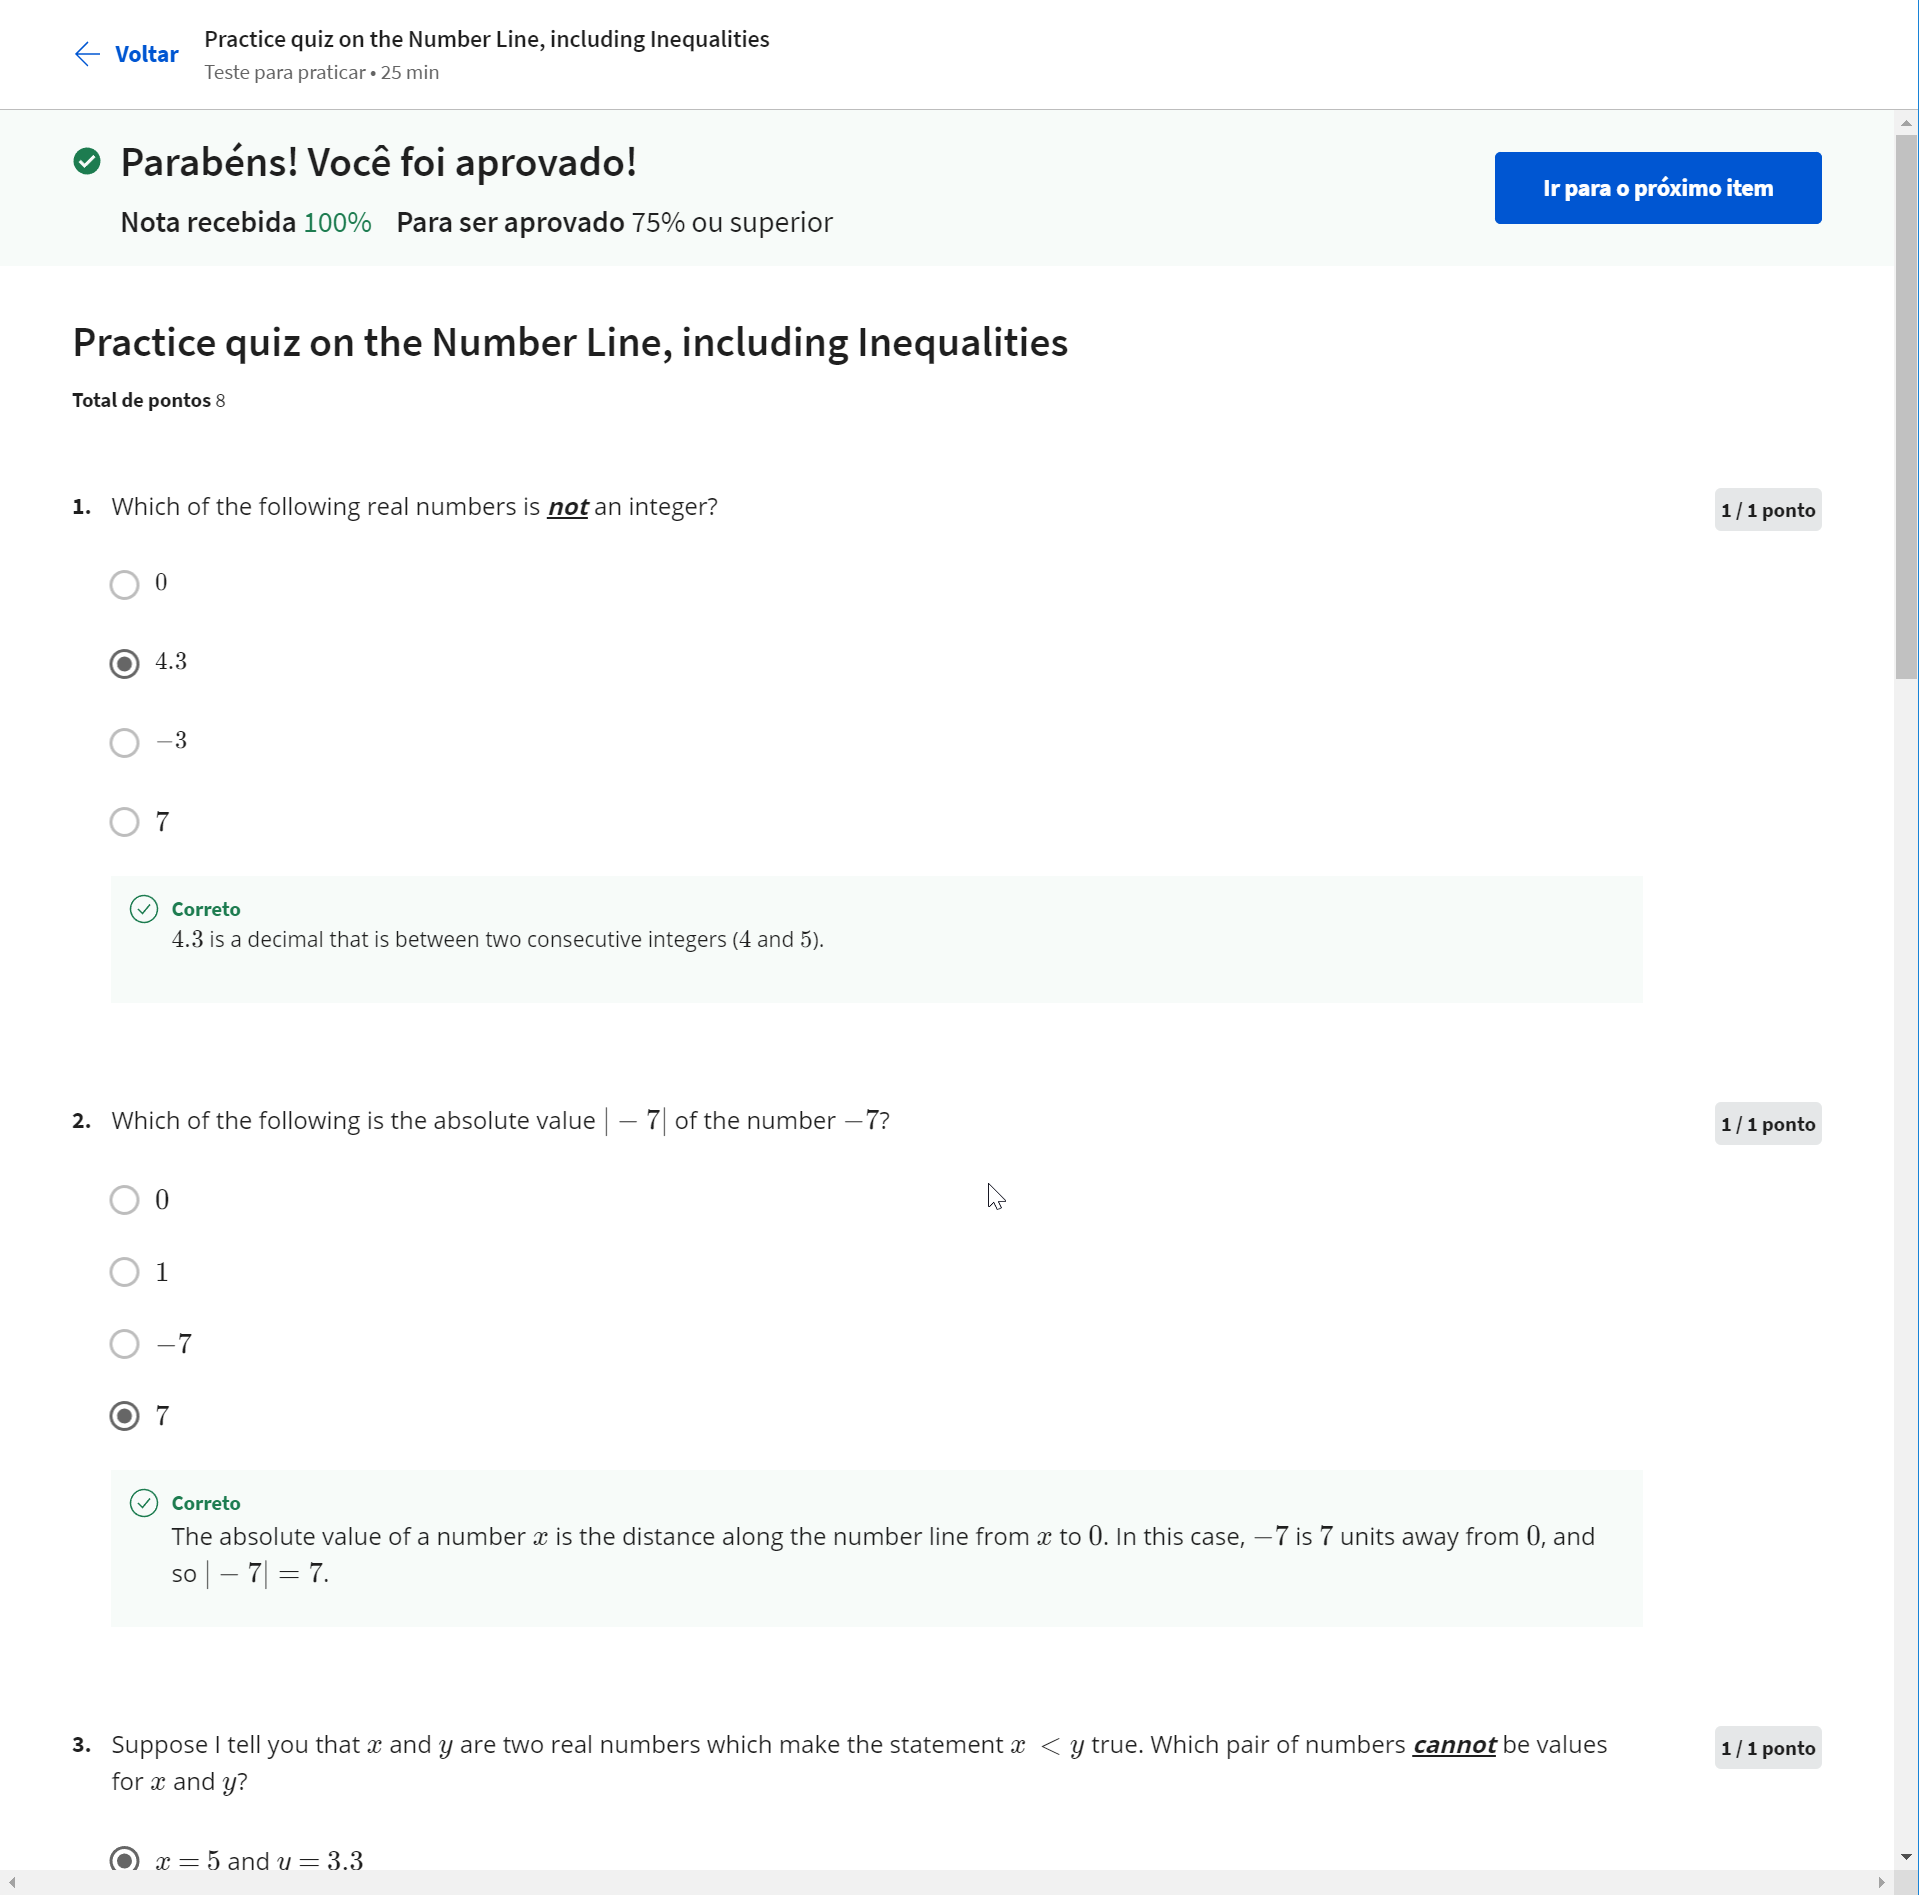 Voltar
Practice quiz on the Number Line, including Inequalities
Teste para praticar • 25 min
Parabéns! Você foi aprovado!
Nota recebida 100% Para ser aprovado 75% ou superior
Ir para o próximo item
Practice quiz on the Number Line, including Inequalities
Total de pontos 8
1. Which of the following real numbers is not an integer?
1 / 1 ponto
0
4.3
−3
7
Correto
4.3 is a decimal that is between two consecutive integers (4 and 5).
2. Which of the following is the absolute value | − 7| of the number −7?
1 / 1 ponto
0
1
−7
7
Correto
The absolute value of a number x is the distance along the number line from x to 0. In this case, −7 is 7 units away from 0, and
so | − 7| = 7.
3. Suppose I tell you that x and y are two real numbers which make the statement x < y true. Which pair of numbers cannot be values
for x and y?
1 / 1 ponto
x = 5 and y = 3.3